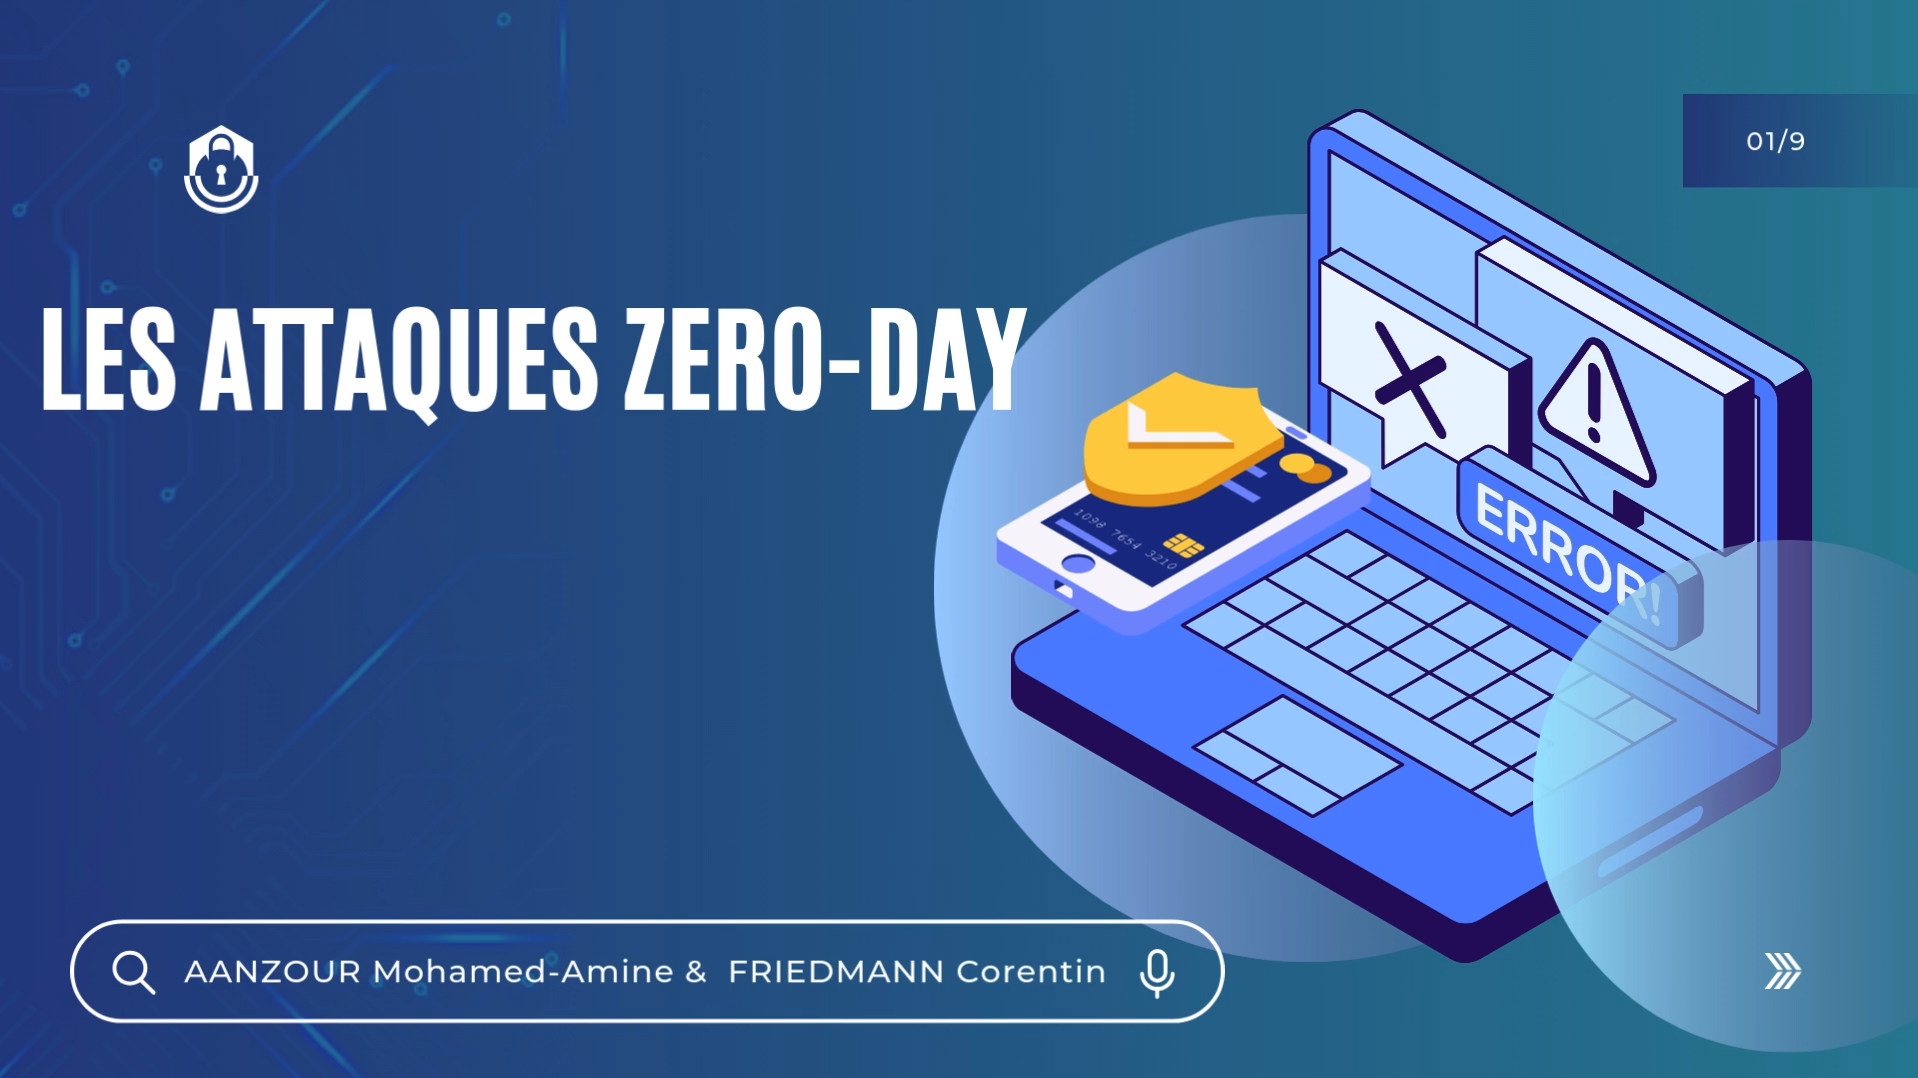 01/9
LES ATTAQUES ZERO-DAY
1098 7654 3210
ERROR!
AANZOUR Mohamed-Amine & FRIEDMANN Corentin